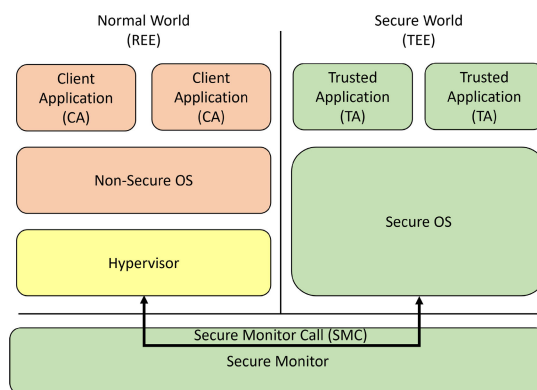 Normal World
(REE)
Secure World
(TEE)
Client
Application
(CA)
Client
Application
(CA)
Trusted
Application
(TA)
Trusted
Application
(TA)
Non-Secure OS
Secure OS
Hypervisor
Secure Monitor Call (SMC)
Secure Monitor